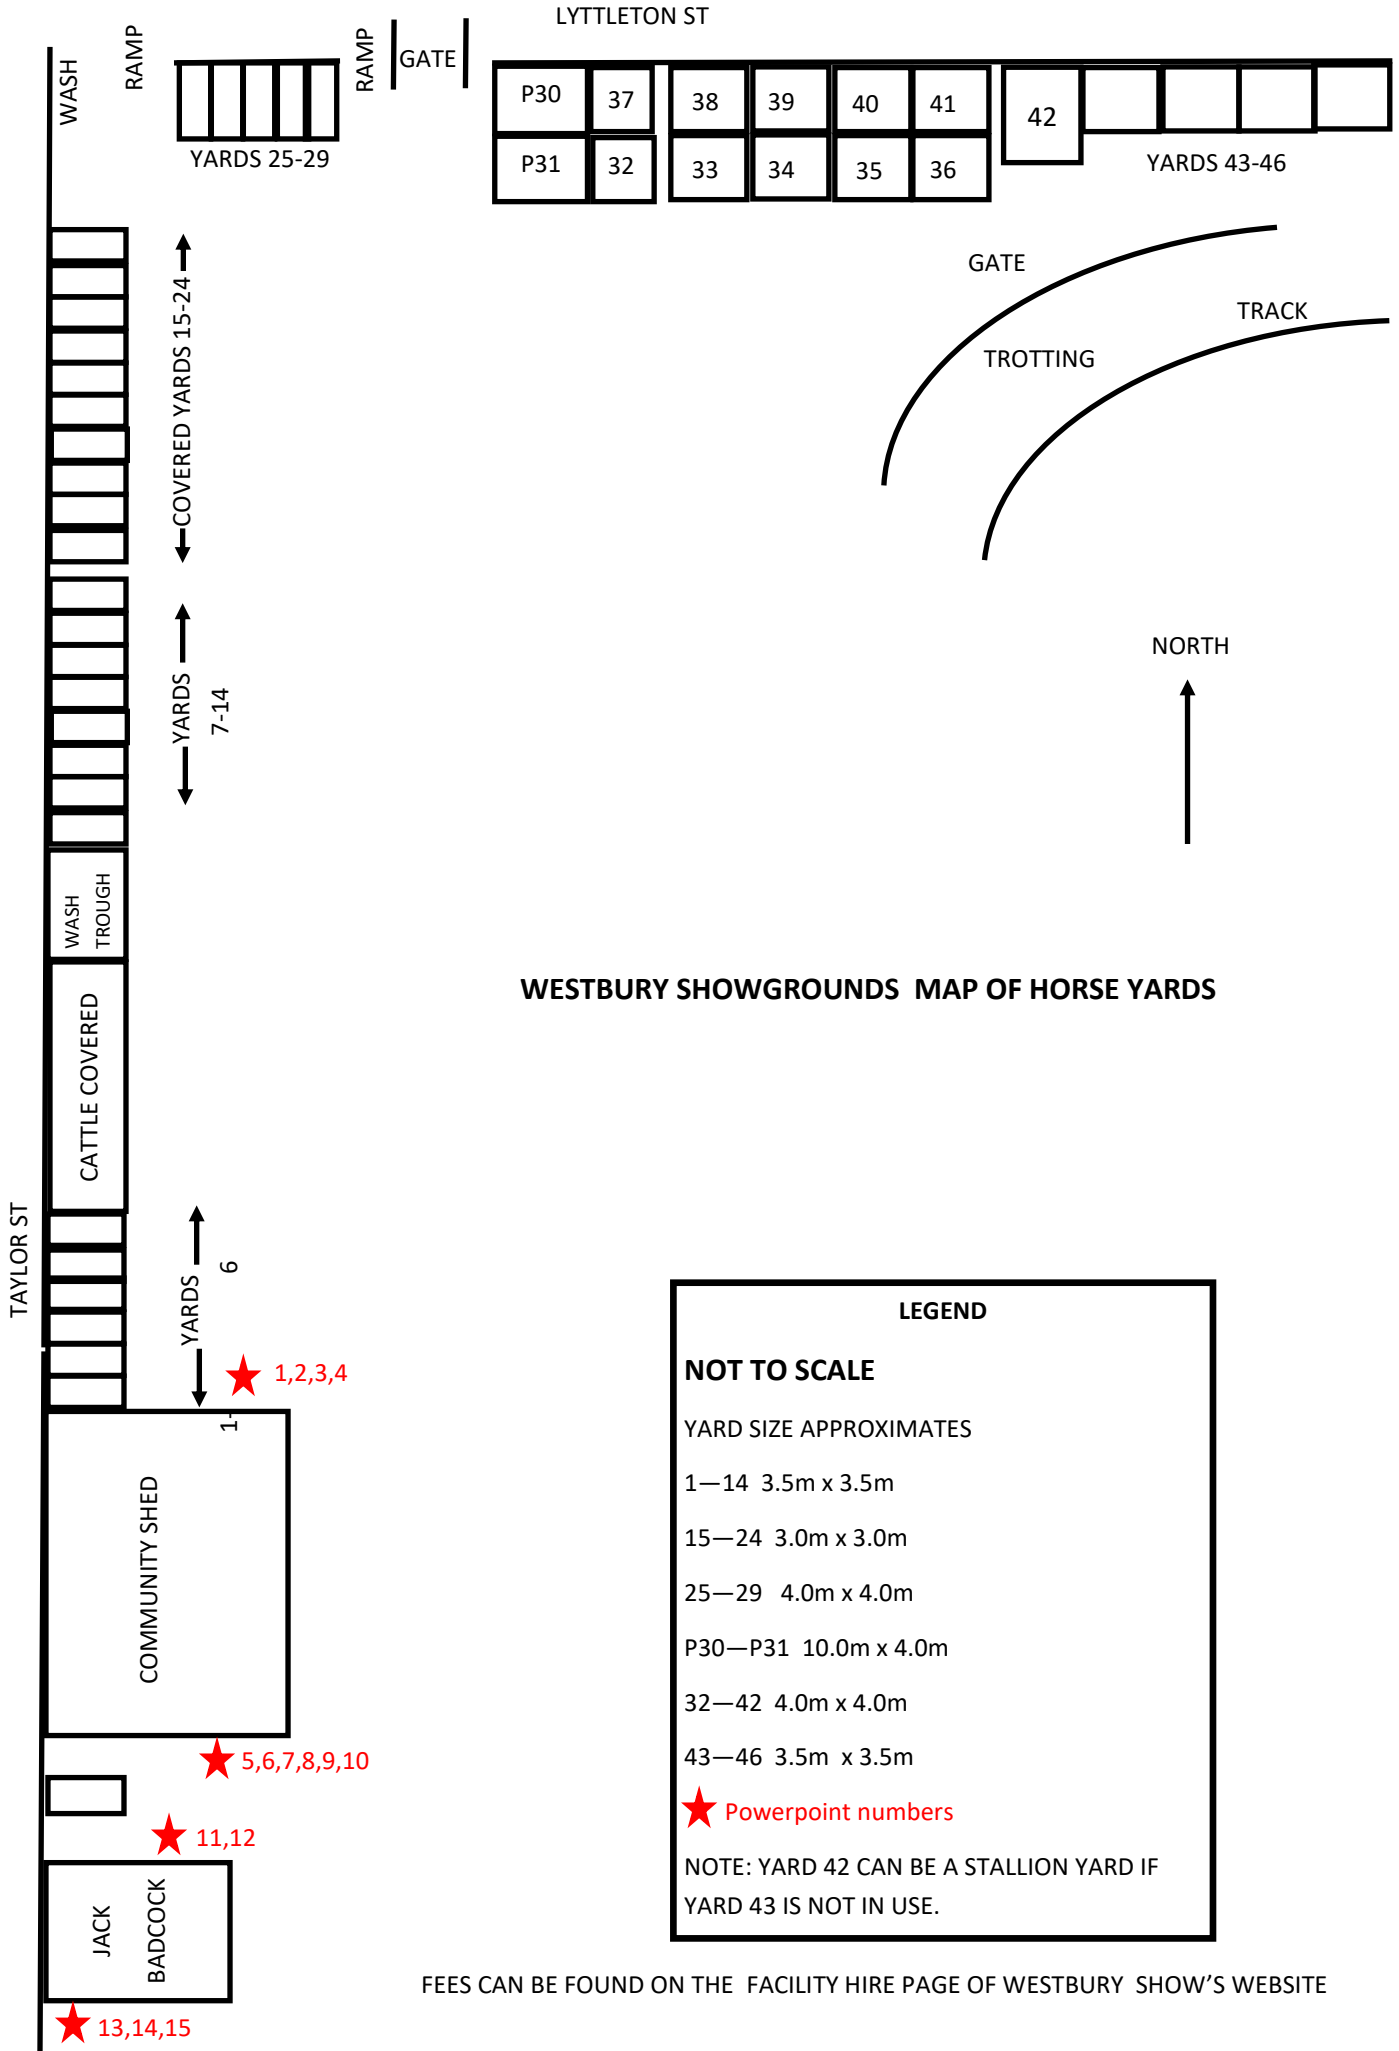 LYTTLETON ST
WASH
RAMP
RAMP
GATE
P30
37
38
39
40
41
42
P31
32
33
34
35
36
YARDS 25-29
YARDS 43-46
COVERED YARDS 15-24
GATE
TRACK
TROTTING
YARDS
7-14
NORTH
WASH
TROUGH
WESTBURY SHOWGROUNDS  MAP OF HORSE YARDS
CATTLE COVERED
TAYLOR ST
YARDS
1-
6
1,2,3,4
COMMUNITY SHED
5,6,7,8,9,10
11,12
JACK
BADCOCK
13,14,15
LEGEND
NOT TO SCALE
YARD SIZE APPROXIMATES
1—14  3.5m x 3.5m
15—24  3.0m x 3.0m
25—29   4.0m x 4.0m
P30—P31  10.0m x 4.0m
32—42  4.0m x 4.0m
43—46  3.5m  x 3.5m
Powerpoint numbers
NOTE: YARD 42 CAN BE A STALLION YARD IF
YARD 43 IS NOT IN USE.
FEES CAN BE FOUND ON THE  FACILITY HIRE PAGE OF WESTBURY  SHOW'S WEBSITE